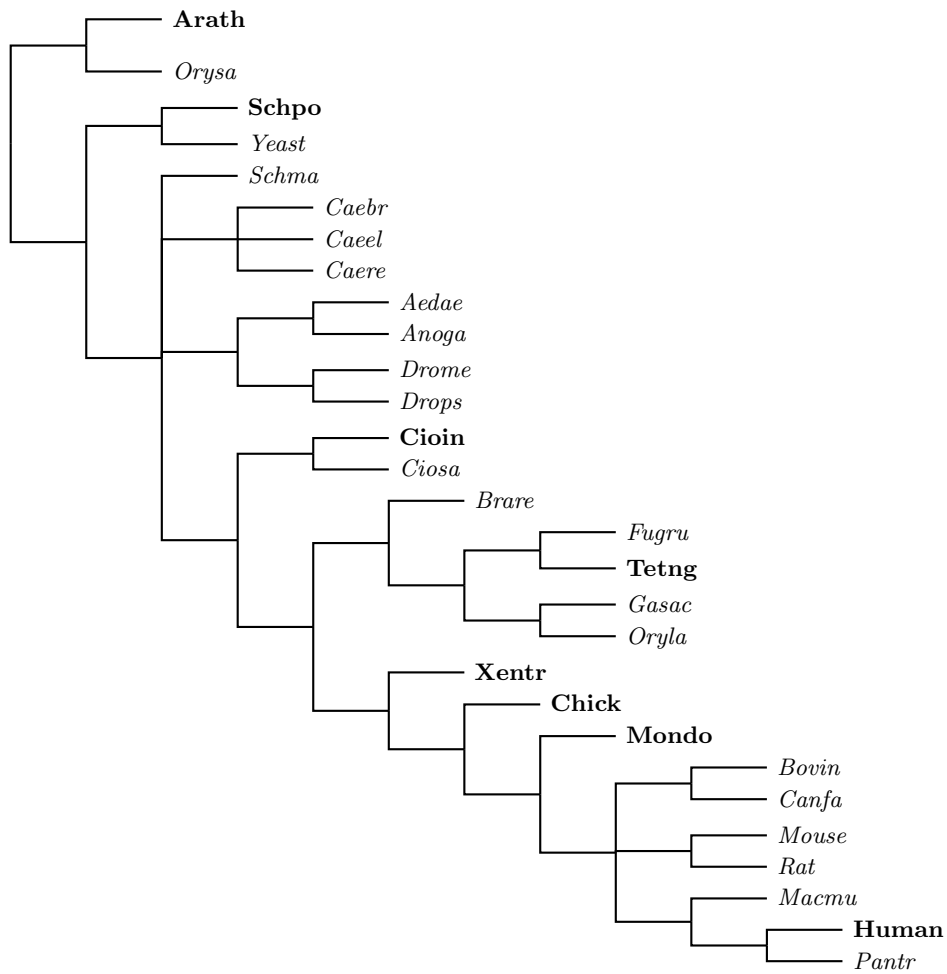 Arath
Orysa
Schpo
Yeast
Schma
Caebr
Caeel
Caere
Aedae
Anoga
Drome
Drops
Cioin
Ciosa
Brare
Fugru
Tetng
Gasac
Oryla
Xentr
Chick
Mondo
Bovin
Canfa
Mouse
Rat
Macmu
Human
Pantr